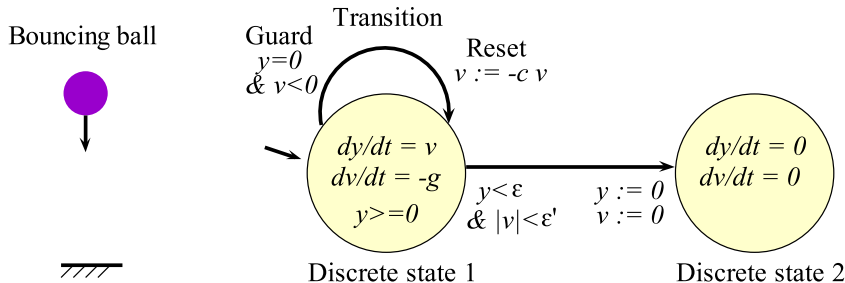 Bouncing ball
Transition
Guard
y=0
& v<0
Reset
v := -c v
dy/dt = v
dv/dt = -g
y>=0
y<ε
& |v|<ε'
y := 0
v := 0
dy/dt = 0
dv/dt = 0
Discrete state 1
Discrete state 2